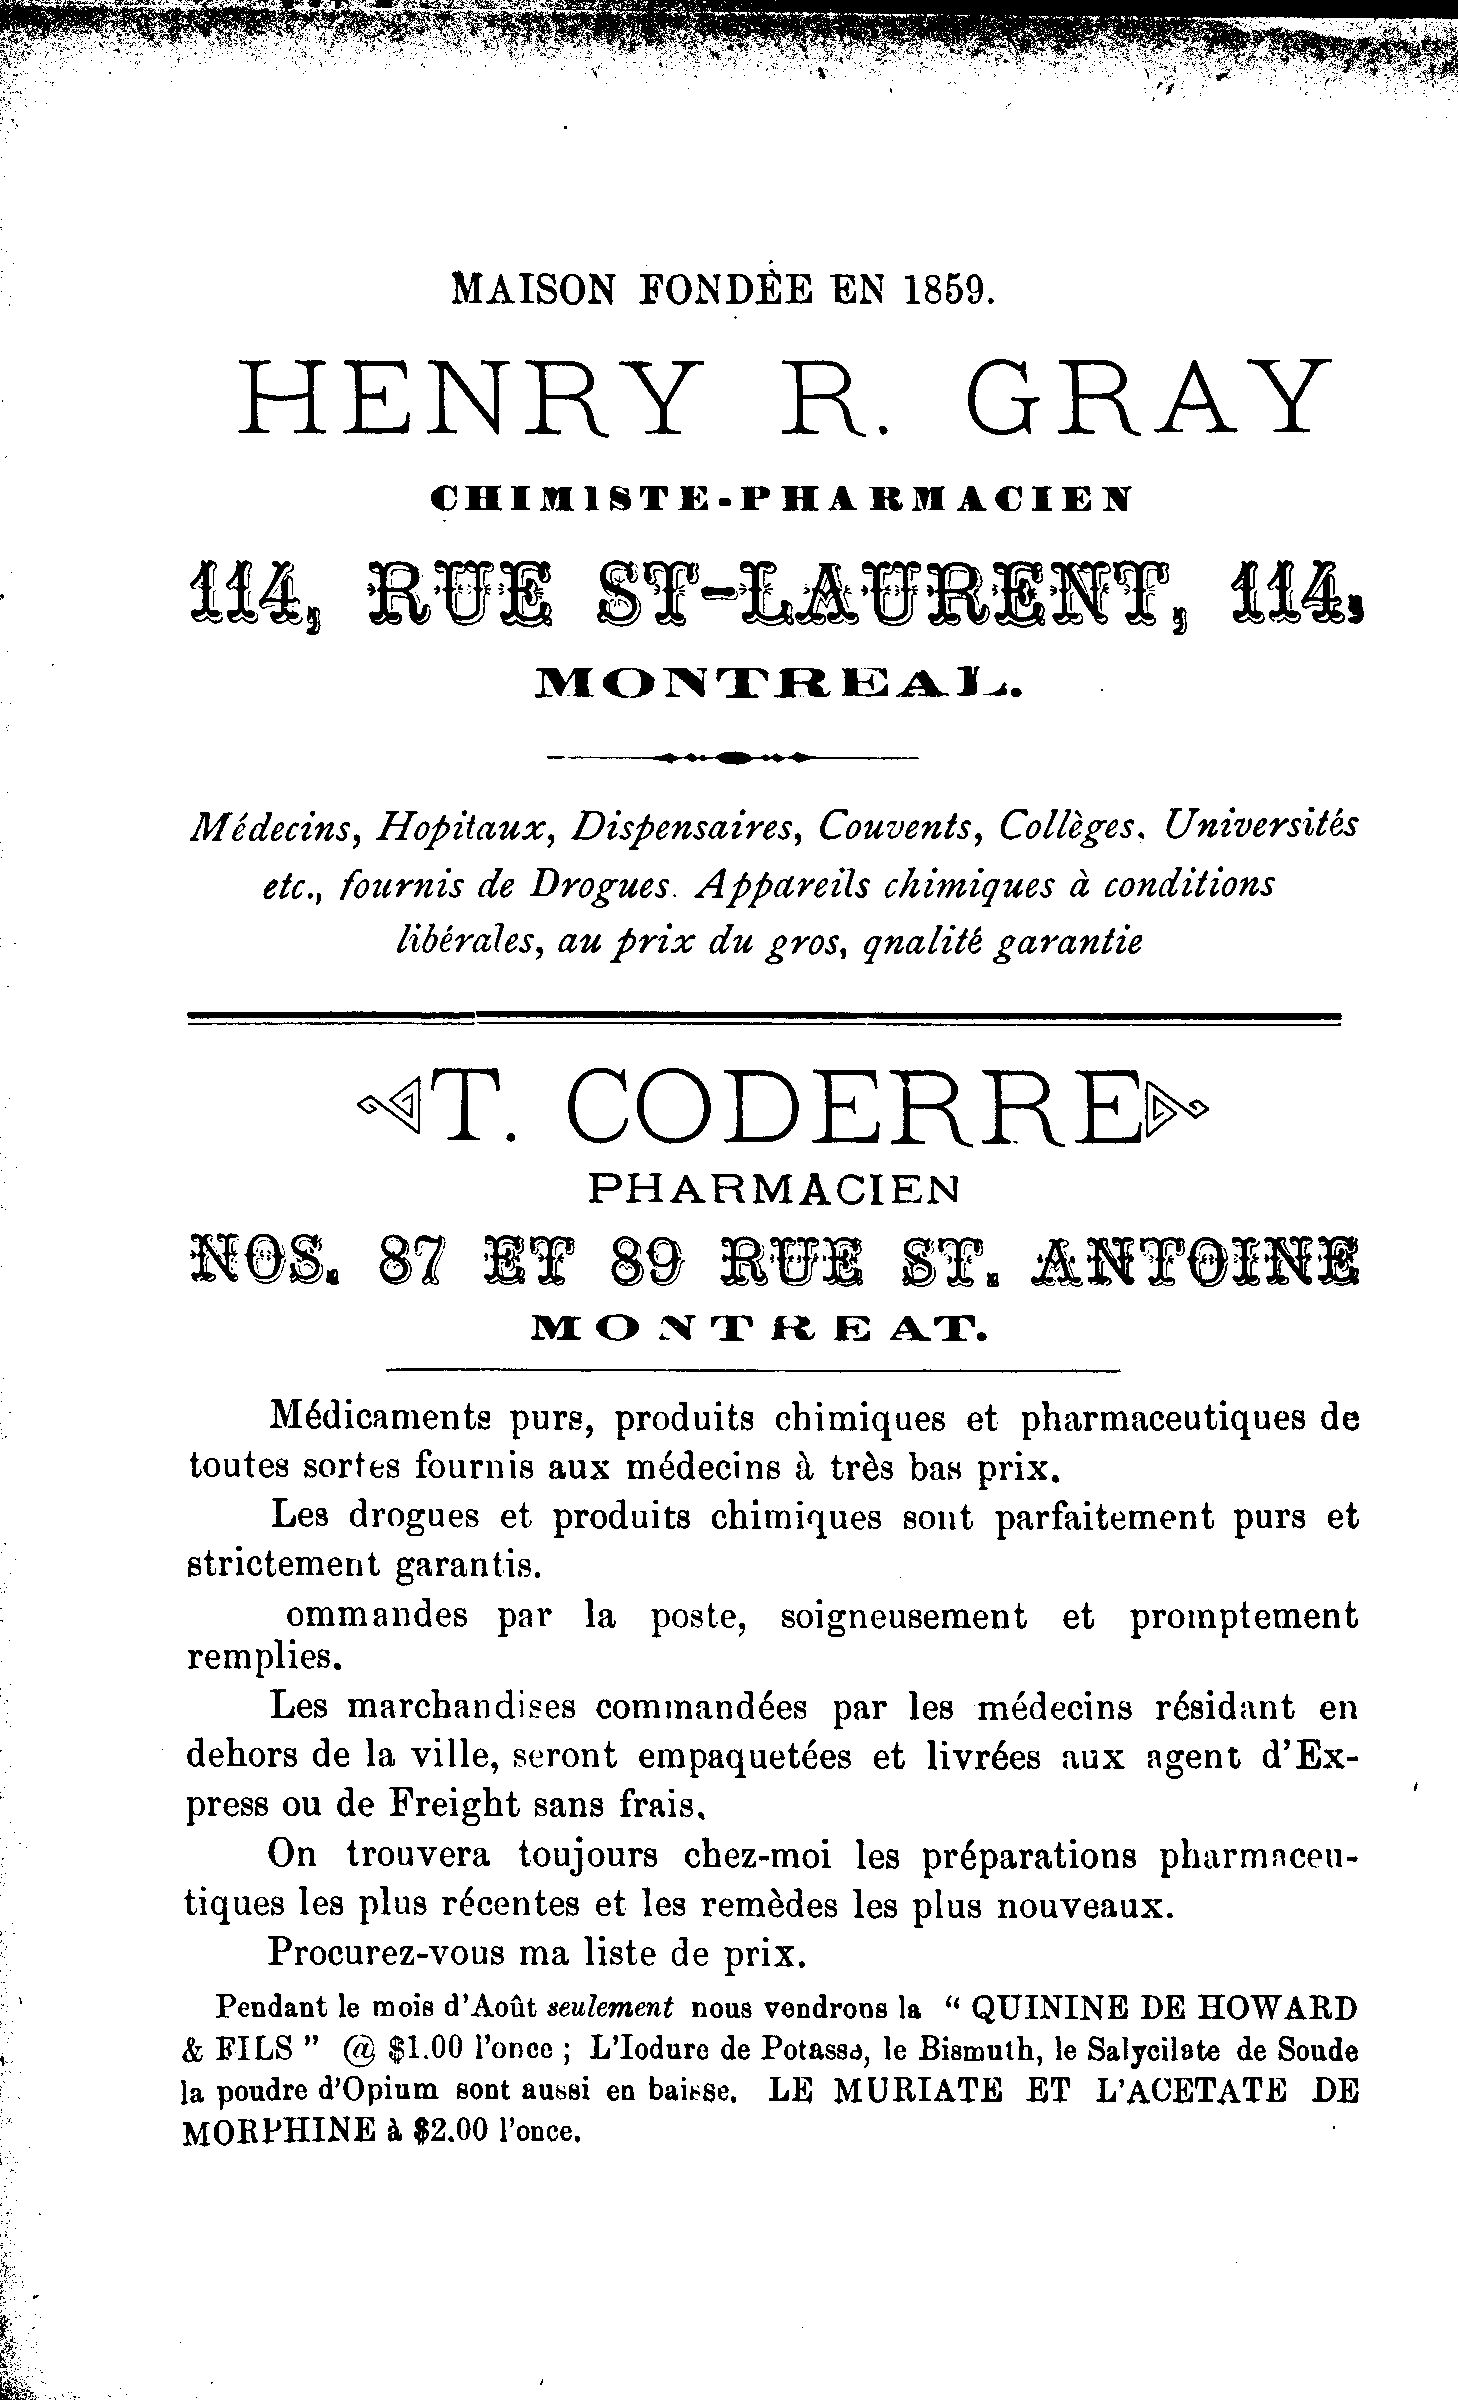 MAISON FONDÉE EN 1859.
HENRY R. GRAY
CHIMISTE-PHARMACIEN
114, RUE ST-LAURENT, 114,
MONTREAL.
Médecins, Hopitaux, Dispensaires, Couvents, Collèges. Universités
etc., fournis de Drogues. Appareils chimiques à conditions
libérales, au prix du gros, qnalité garantie
T. CODERRE
PHARMACIEN
NOS. 87 ET 89 RUE ST. ANTOINE
MONTREAT.
Médicaments purs, produits chimiques et pharmaceutiques de
toutes sortes fournis aux médecins à très bas prix.
Les drogues et produits chimiques sont parfaitement purs et
strictement garantis.
ommandes par la poste, soigneusement et promptement
remplies.
Les marchandises commandées par les médecins résidant en
dehors de la ville, seront empaquetées et livrées aux agent d'Ex-
press ou de Freight sans frais.
On trouvera toujours chez-moi les préparations pharmaceu-
tiques les plus récentes et les remèdes les plus nouveaux.
Procurez-vous ma liste de prix.
Pendant le mois d'Août seulement nous vendrons la “ QUININE DE HOWARD
& FILS ” @ $1.00 l'once ; L'Iodure de Potasse, le Bismuth, le Salycilate de Soude
la poudre d'Opium sont aussi en baisse. LE MURIATE ET L'ACETATE DE
MORPHINE à $2.00 l'once.